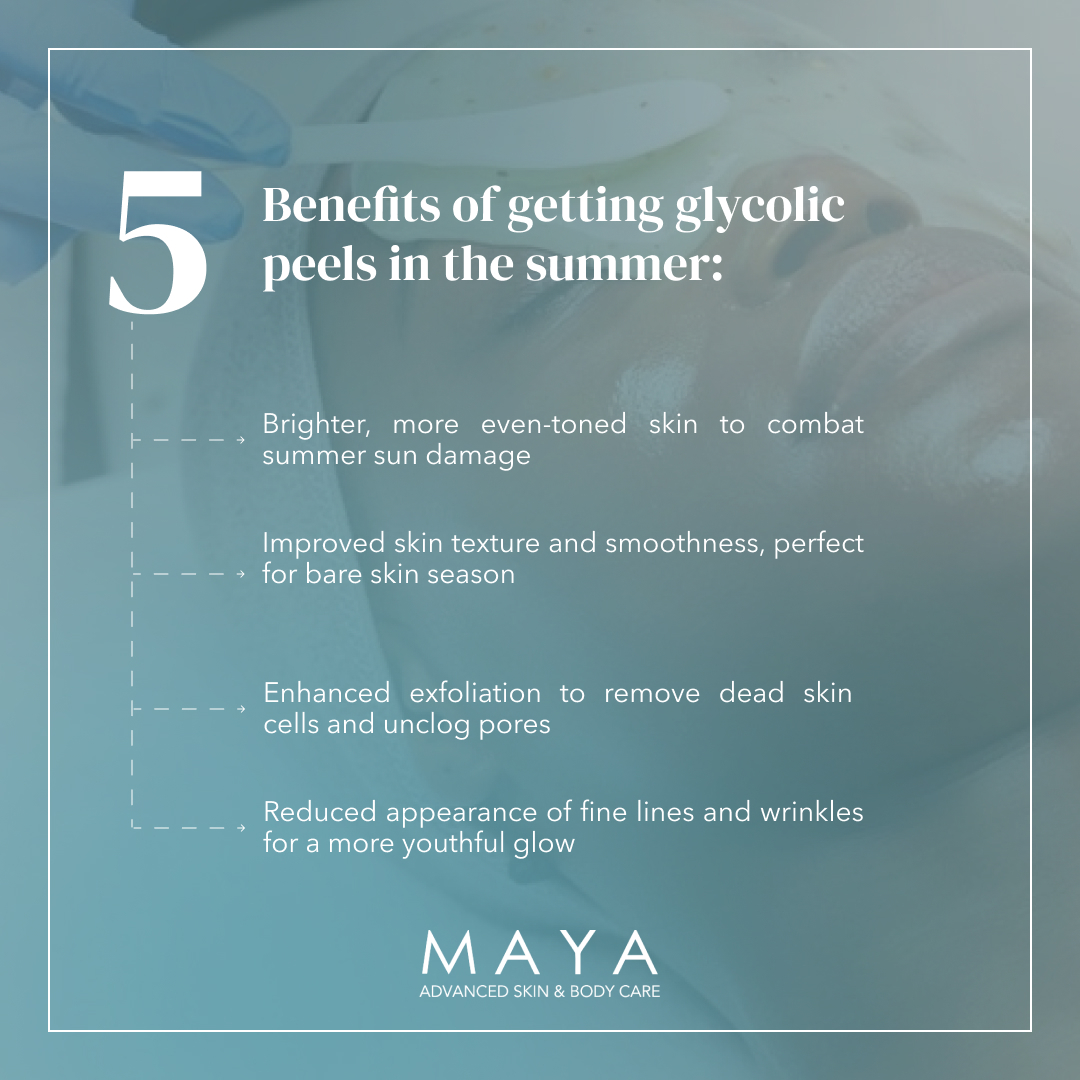 5
Benefits of getting glycolic
peels in the summer:
Brighter, more even-toned skin to combat
summer sun damage
Improved skin texture and smoothness, perfect
for bare skin season
Enhanced exfoliation to remove dead skin
cells and unclog pores
Reduced appearance of fine lines and wrinkles
for a more youthful glow
MAYA
ADVANCED SKIN & BODY CARE